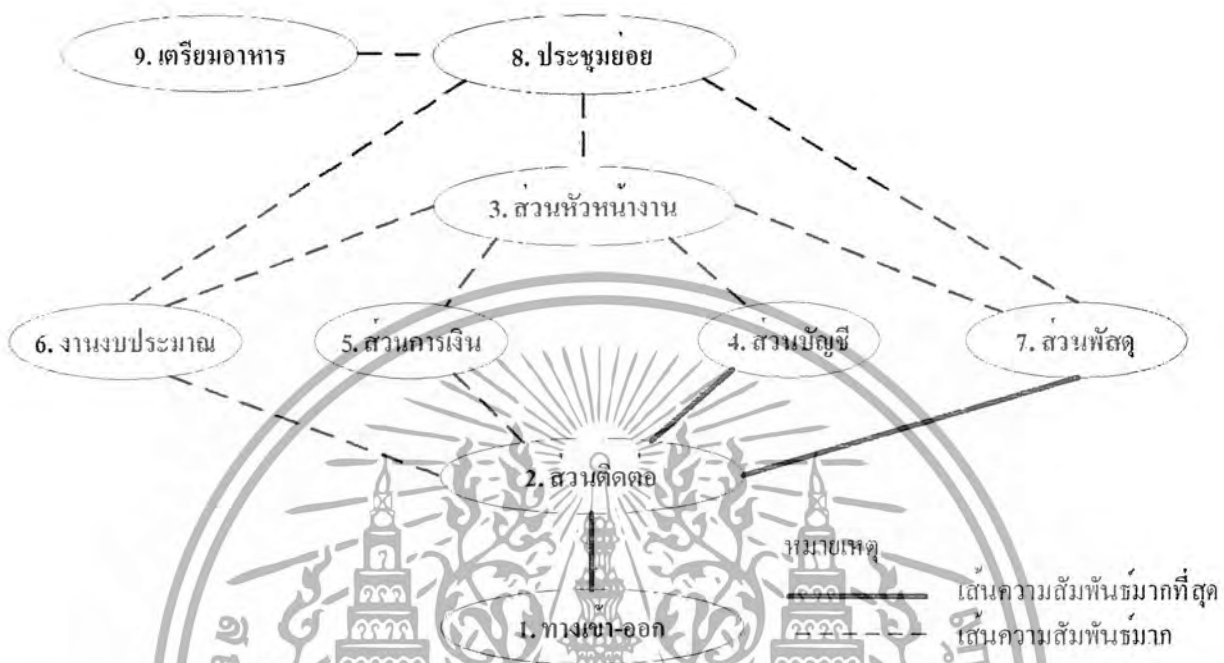 9. เตรียมอาหาร
8. ประชุมย่อย
3. ส่วนหัวหน้างาน
6. งานงบประมาณ
5. ส่วนการเงิน
4. ส่วนบัญชี
7. ส่วนพัสดุ
2. ส่วนติดต่อ
1. ทางเข้า-ออก
หมายเหตุ
เส้นความสัมพันธ์มากที่สุด
เส้นความสัมพันธ์มาก